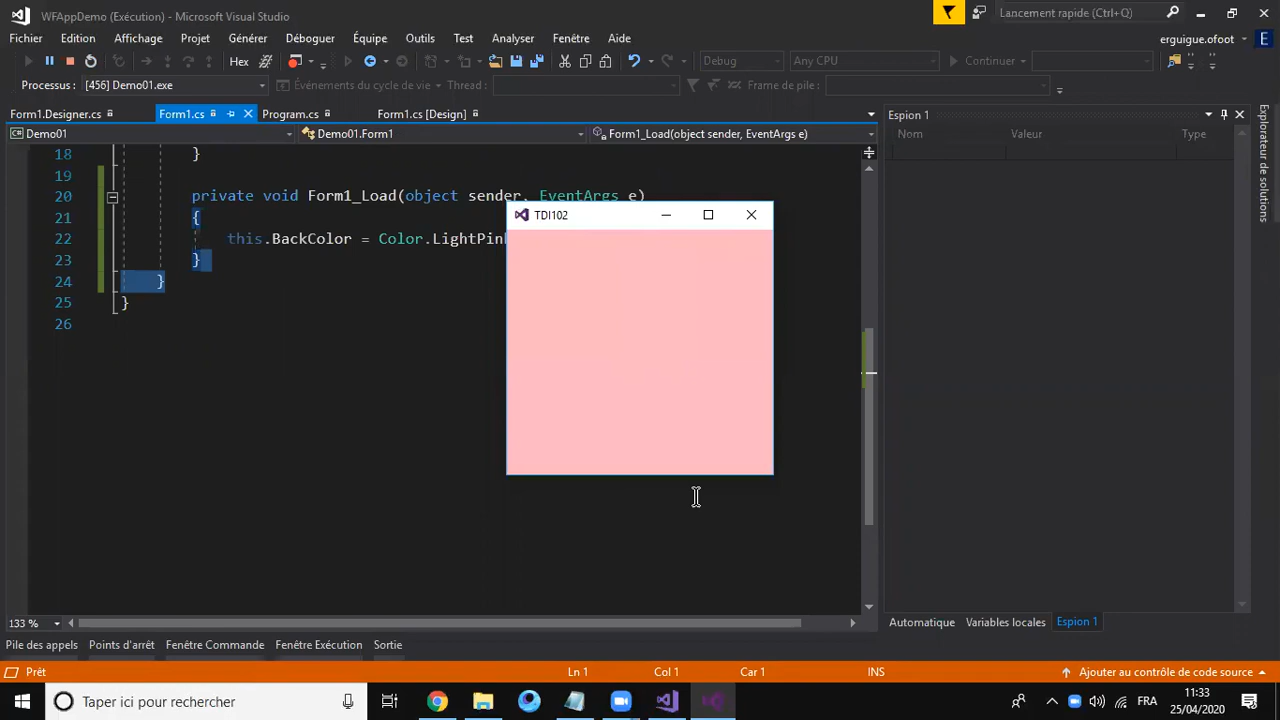 WFAppDemo (Exécution) - Microsoft Visual Studio
Lancement rapide (Ctrl+Q)
Fichier Edition Affichage Projet Générer Déboguer Équipe Outils Test Analyser Fenêtre Aide
erguigue.ofoot E
Hex Debug Any CPU Continuer
Processus : [456] Demo01.exe Événements du cycle de vie Thread : Frame de pile :
Form1.Designer.cs Form1.cs Program.cs Form1.cs [Design]
Espion 1
Demo01 Demo01.Form1 Form1_Load(object sender, EventArgs e)
Nom Valeur Type
Explorateur de serveurs
18 }
19
20 private void Form1_Load(object sender, EventArgs e)
21 {
TDI102
22 this.BackColor = Color.LightPink
23 }
24 }
25 }
26
133 %
Automatique Variables locales Espion 1
Pile des appels Points d'arrêt Fenêtre Commande Fenêtre Exécution Sortie
Prêt Ln 1 Col 1 Car 1 INS Ajouter au contrôle de code source
Taper ici pour rechercher
FRA
11:33
25/04/2020